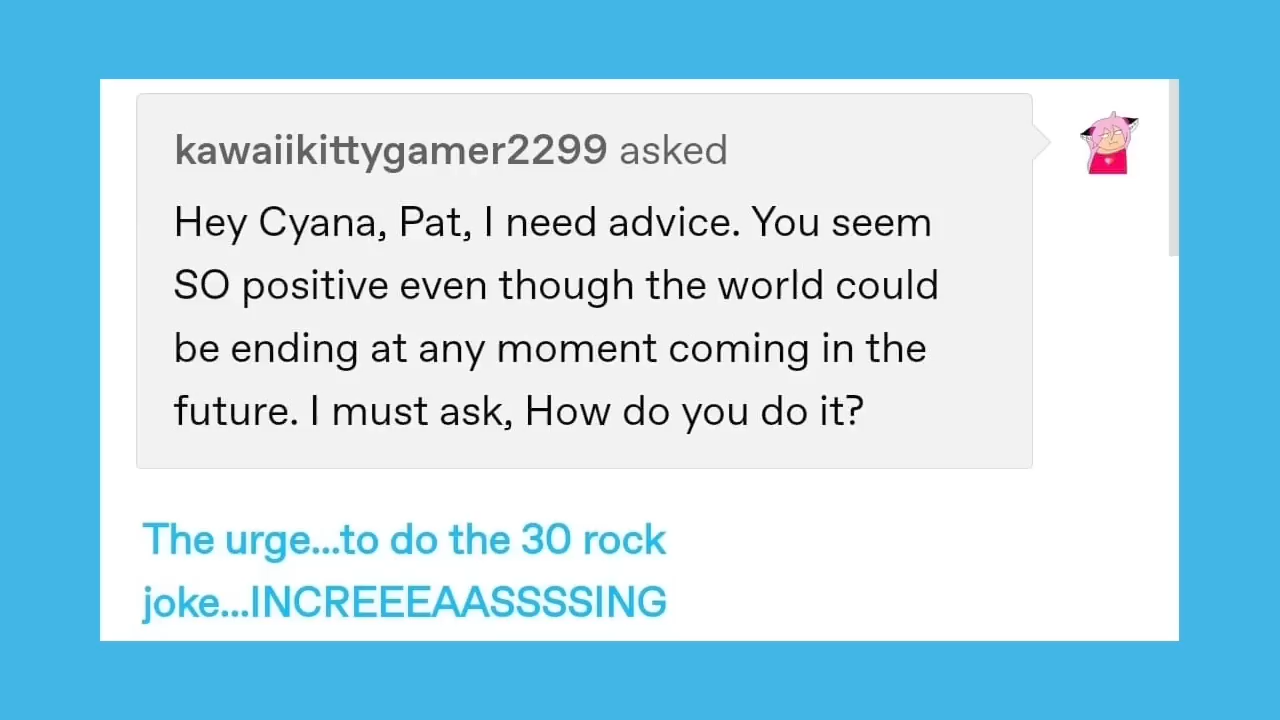 kawaiikittygamer2299 asked
Hey Cyana, Pat, I need advice. You seem
SO positive even though the world could
be ending at any moment coming in the
future. I must ask, How do you do it?
The urge...to do the 30 rock
joke...INCREEEAASSSSING